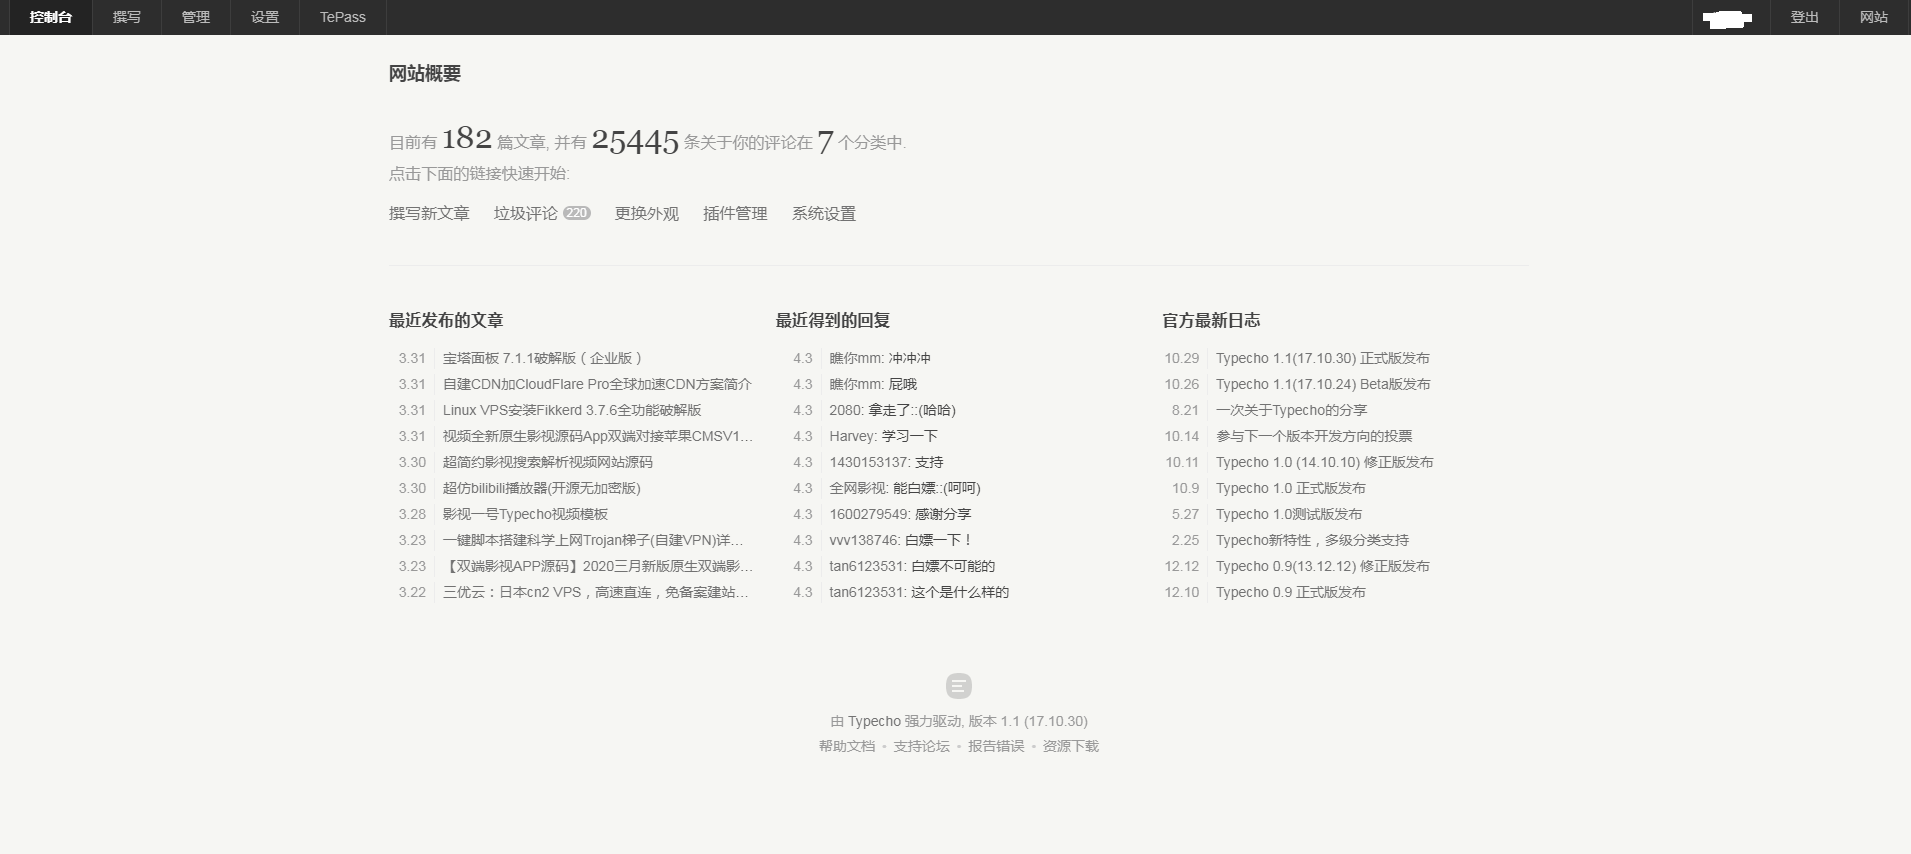 控制台 撰写 管理 设置 TePass 登出 网站
网站概要
目前有 182 篇文章, 并有 25445 条关于你的评论在 7 个分类中.
点击下面的链接快速开始:
撰写新文章 垃圾评论 220 更换外观 插件管理 系统设置
最近发布的文章
3.31 宝塔面板 7.1.1破解版（企业版）
3.31 自建CDN加CloudFlare Pro全球加速CDN方案简介
3.31 Linux VPS安装Fikkerd 3.7.6全功能破解版
3.31 视频全新原生影视源码App双端对接苹果CMSV1…
3.30 超简约影视搜索解析视频网站源码
3.30 超仿bilibili播放器(开源无加密版)
3.28 影视一号Typecho视频模板
3.23 一键脚本搭建科学上网Trojan梯子(自建VPN)详…
3.23 【双端影视APP源码】2020三月新版原生双端影…
3.22 三优云：日本cn2 VPS，高速直连，免备案建站…
最近得到的回复
4.3 瞧你mm: 冲冲冲
4.3 瞧你mm: 屁哦
4.3 2080: 拿走了::(哈哈)
4.3 Harvey: 学习一下
4.3 1430153137: 支持
4.3 全网影视: 能白嫖::(呵呵)
4.3 1600279549: 感谢分享
4.3 vvv138746: 白嫖一下！
4.3 tan6123531: 白嫖不可能的
4.3 tan6123531: 这个是什么样的
官方最新日志
10.29 Typecho 1.1(17.10.30) 正式版发布
10.26 Typecho 1.1(17.10.24) Beta版发布
8.21 一次关于Typecho的分享
10.14 参与下一个版本开发方向的投票
10.11 Typecho 1.0 (14.10.10) 修正版发布
10.9 Typecho 1.0 正式版发布
5.27 Typecho 1.0测试版发布
2.25 Typecho新特性，多级分类支持
12.12 Typecho 0.9(13.12.12) 修正版发布
12.10 Typecho 0.9 正式版发布
由 Typecho 强力驱动, 版本 1.1 (17.10.30)
帮助文档 • 支持论坛 • 报告错误 • 资源下载